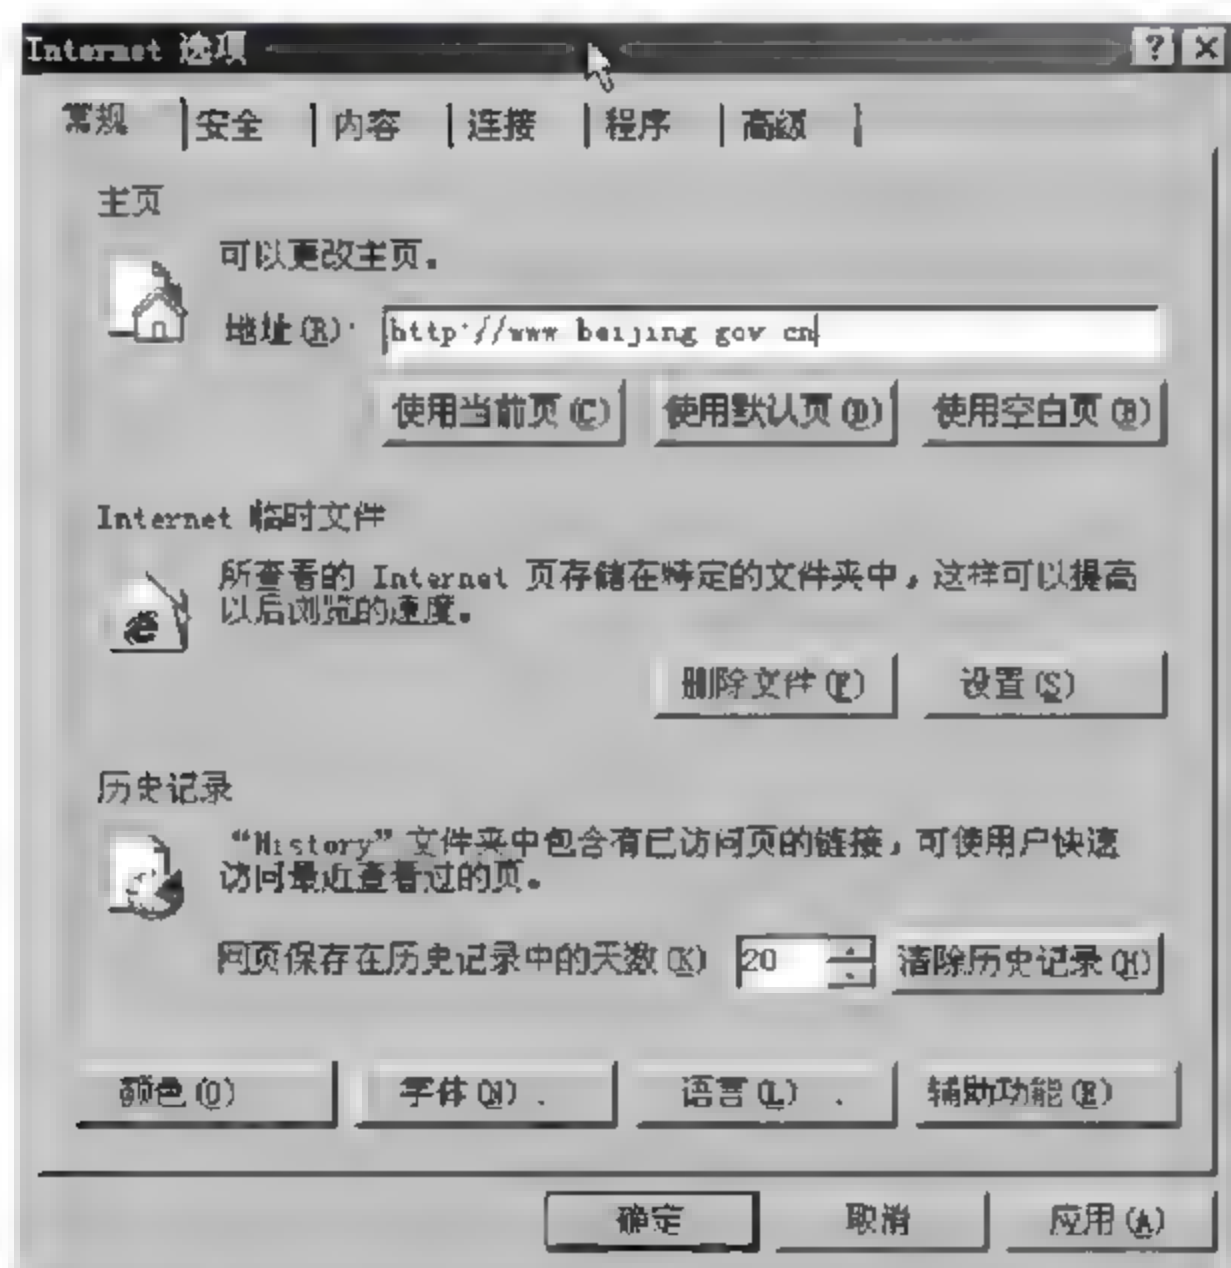 Internet 选项
常规 安全 内容 连接 程序 高级
主页
可以更改主页。
地址(R): http://www.beijing.gov.cn
使用当前页(C) 使用默认页(D) 使用空白页(B)
Internet 临时文件
所查看的 Internet 页存储在特定的文件夹中，这样可以提高
以后浏览的速度。
删除文件(F) 设置(S)
历史记录
“History”文件夹中包含有已访问页的链接，可使用户快速
访问最近查看过的页。
网页保存在历史记录中的天数(K) 20 清除历史记录(H)
颜色(O) 字体(N) 语言(L) 辅助功能(E)
确定 取消 应用(A)